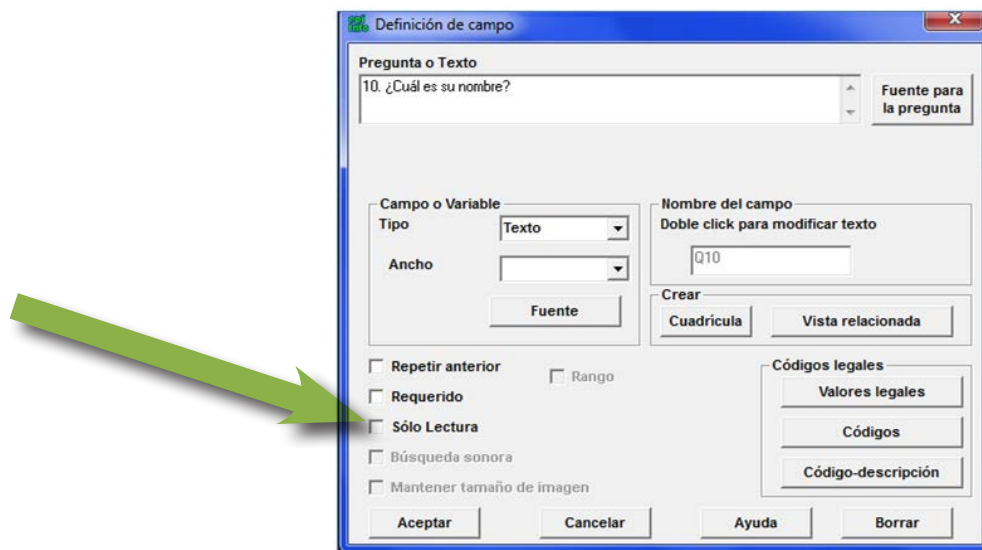 Epi Info Definición de campo
Pregunta o Texto
10. ¿Cuál es su nombre?
Fuente para
la pregunta
Campo o Variable
Tipo
Texto
Ancho
Fuente
Nombre del campo
Doble click para modificar texto
Q10
Crear
Cuadrícula
Vista relacionada
Repetir anterior
Rango
Requerido
Sólo Lectura
Búsqueda sonora
Mantener tamaño de imagen
Códigos legales
Valores legales
Códigos
Código-descripción
Aceptar
Cancelar
Ayuda
Borrar